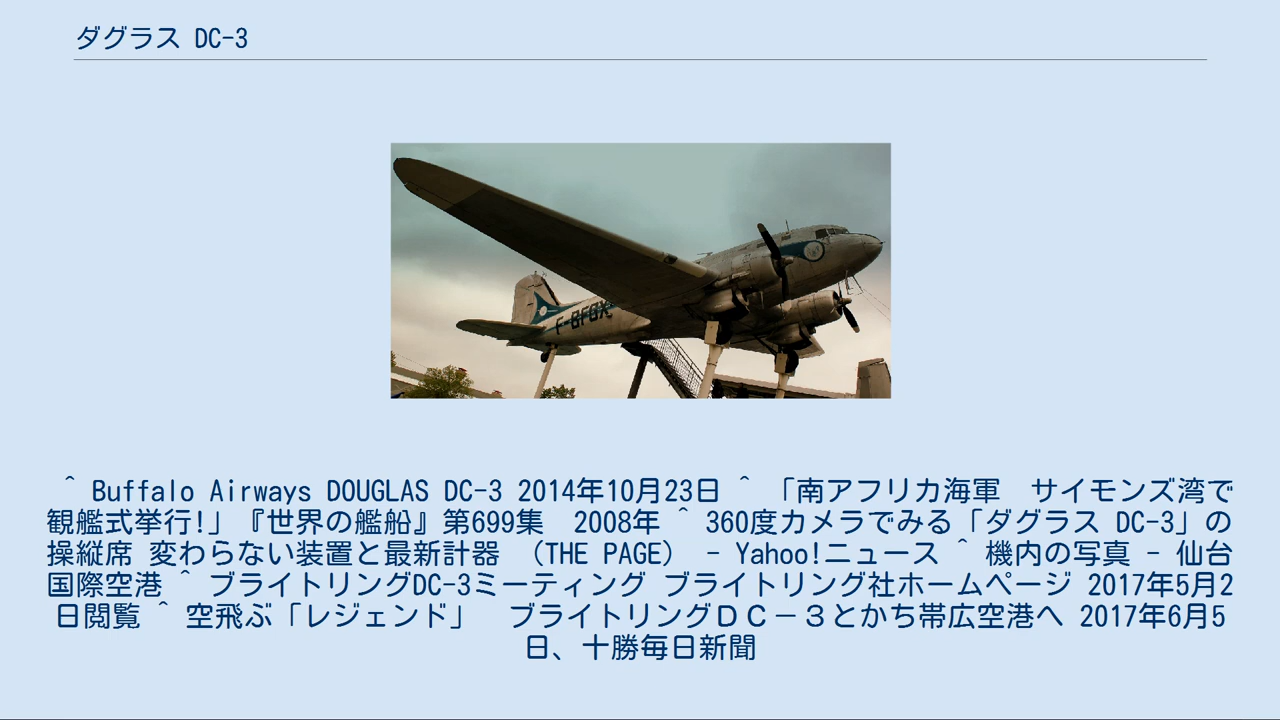 ダグラス DC-3
F-BFGX
^ Buffalo Airways DOUGLAS DC-3 2014年10月23日 ^ 「南アフリカ海軍　サイモンズ湾で
観艦式挙行!」『世界の艦船』第699集　2008年 ^ 360度カメラでみる「ダグラス DC-3」の
操縦席 変わらない装置と最新計器 （THE PAGE） - Yahoo!ニュース ^ 機内の写真 - 仙台
国際空港 ^ ブライトリングDC-3ミーティング ブライトリング社ホームページ 2017年5月2
日閲覧 ^ 空飛ぶ「レジェンド」　ブライトリングＤＣ－３とかち帯広空港へ 2017年6月5
日、十勝毎日新聞